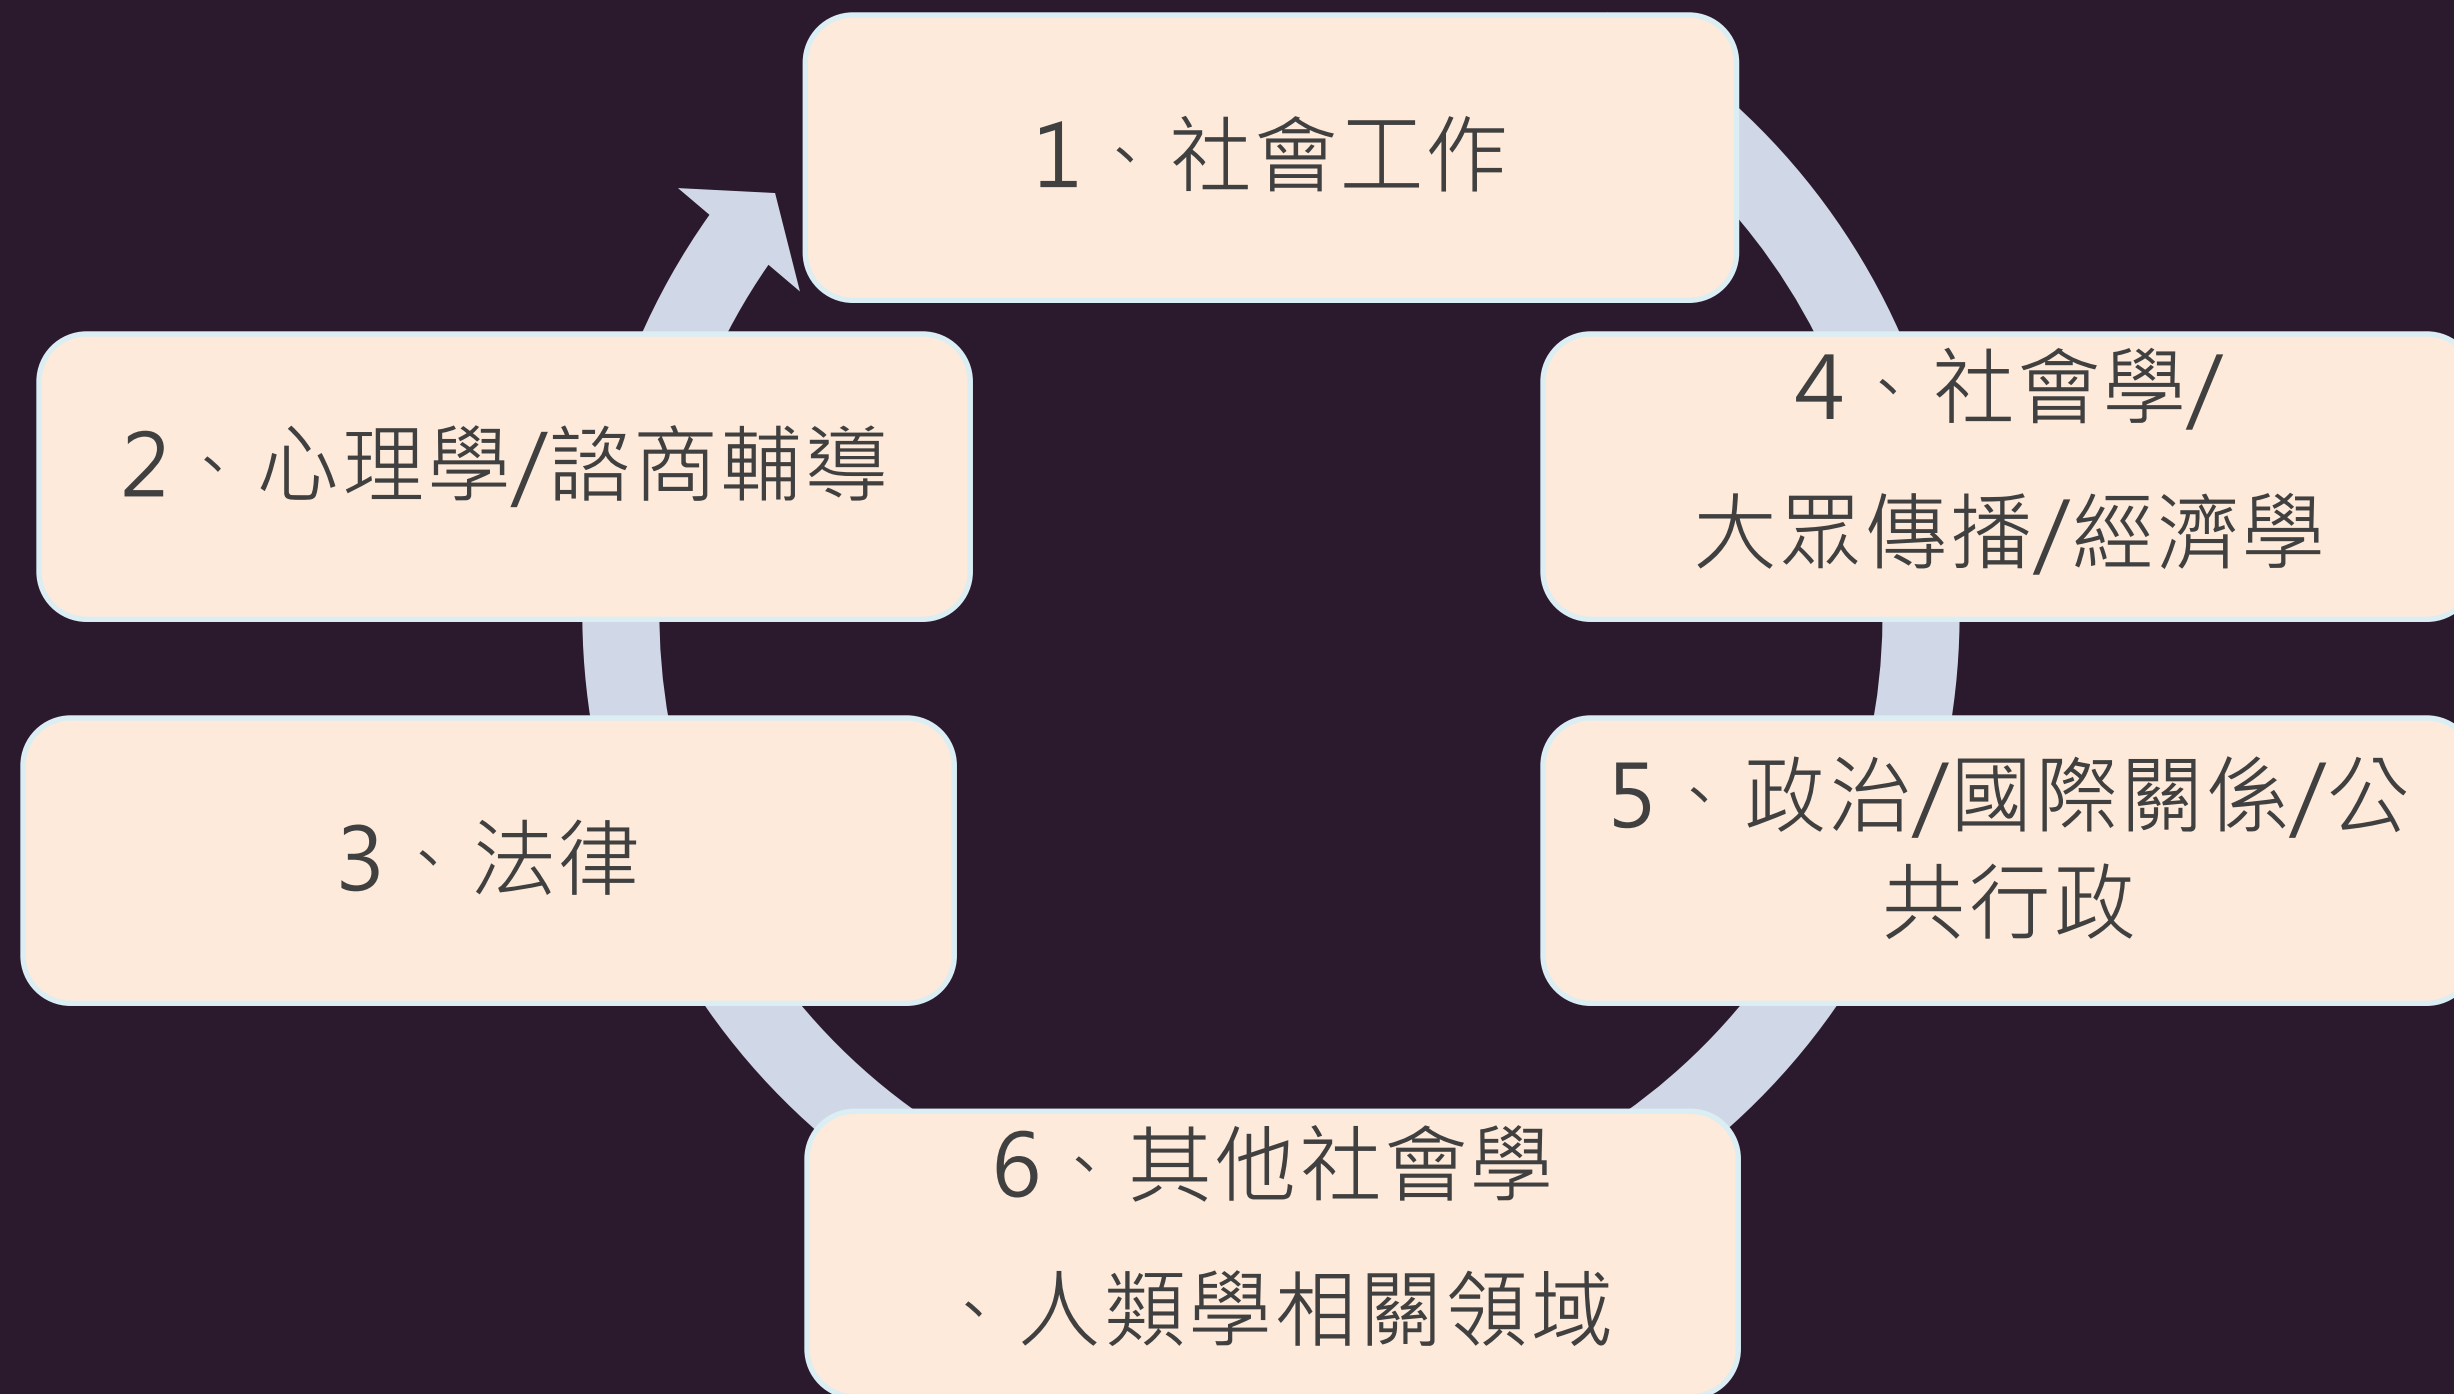 1、社會工作
2、心理學/諮商輔導
3、法律
4、社會學/
大眾傳播/經濟學
5、政治/國際關係/公
共行政
6、其他社會學
、人類學相關領域